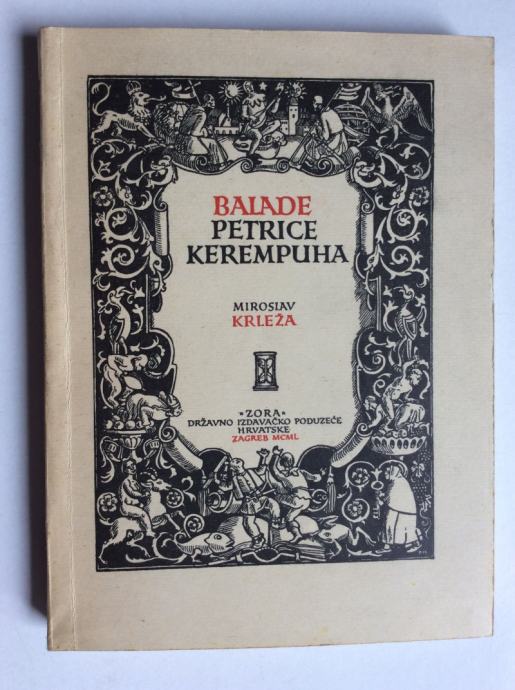 BALADE
PETRICE
KEREMPUHA
MIROSLAV
KRLEŽA
*ZORA*
DRŽAVNO IZDAVAČKO PODUZEĆE
HRVATSKE
ZAGREB MCML